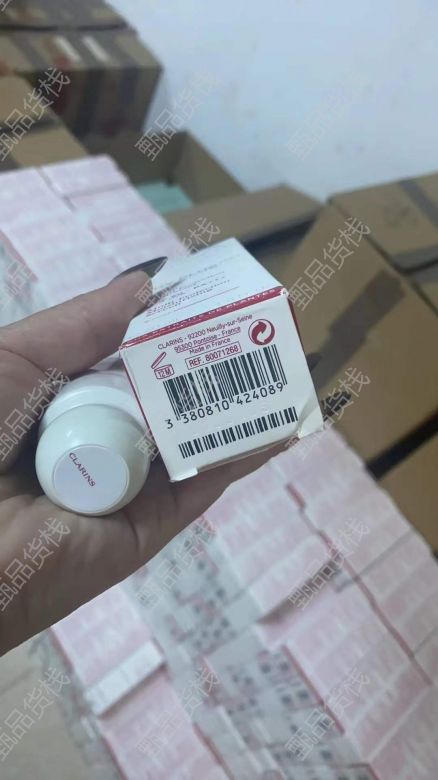 CLARINS - 92200 Neuilly-sur-Seine
95300 Pontoise - France
Made in France
12 M
REF. 80071268
3 380810 424089
CLARINS
甄品货栈